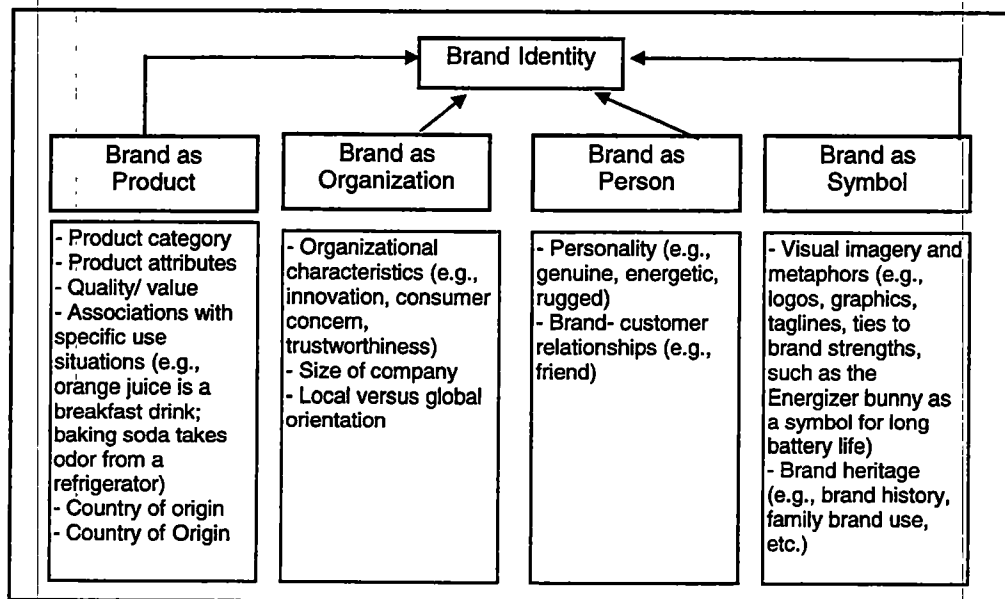 Brand Identity
Brand as
Product
Brand as
Organization
Brand as
Person
Brand as
Symbol
- Product category
- Product attributes
- Quality/ value
- Associations with
specific use
situations (e.g.,
orange juice is a
breakfast drink;
baking soda takes
odor from a
refrigerator)
- Country of origin
- Country of Origin
- Organizational
characteristics (e.g.,
innovation, consumer
concern,
trustworthiness)
- Size of company
- Local versus global
orientation
- Personality (e.g.,
genuine, energetic,
rugged)
- Brand- customer
relationships (e.g.,
friend)
- Visual imagery and
metaphors (e.g.,
logos, graphics,
taglines, ties to
brand strengths,
such as the
Energizer bunny as
a symbol for long
battery life)
- Brand heritage
(e.g., brand history,
family brand use,
etc.)